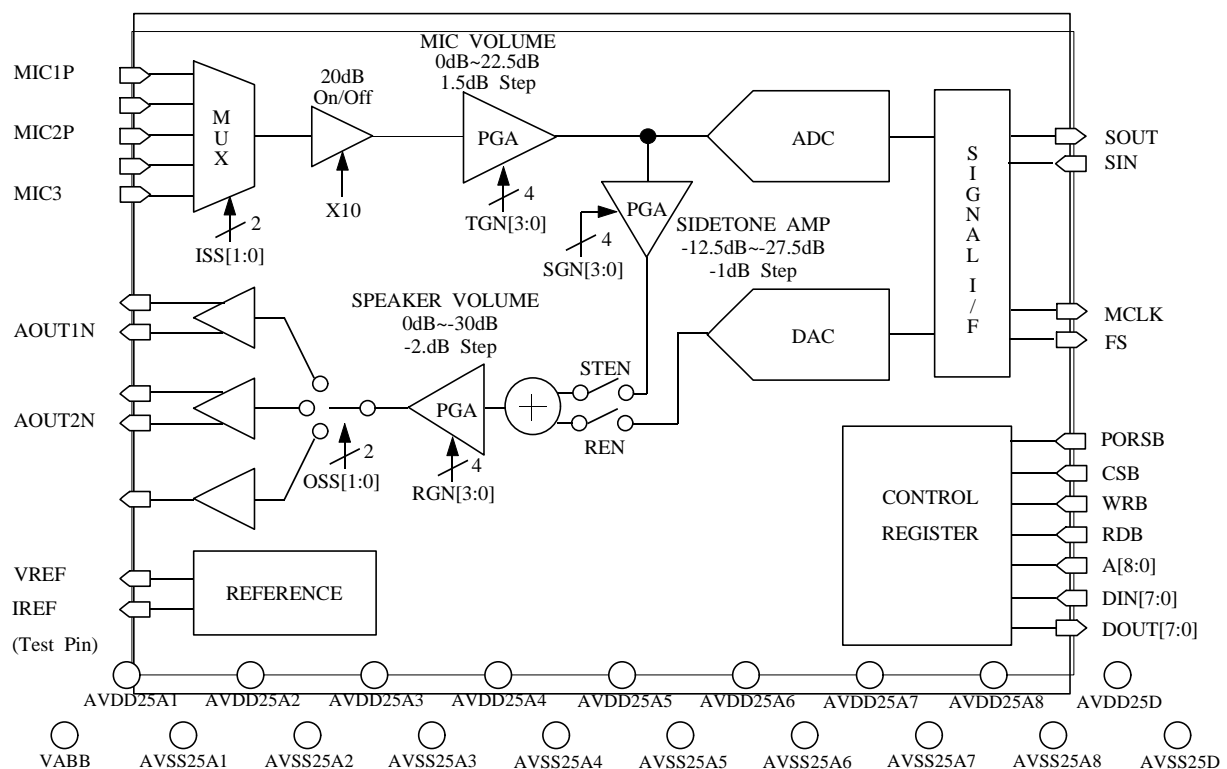 MIC VOLUME
0dB~22.5dB
1.5dB Step
MIC1P
MIC2P
MIC3
MUX
ISS[1:0]
2
20dB
On/Off
X10
PGA
4
TGN[3:0]
ADC
SIGNAL I/F
SOUT
SIN
PGA
4
SGN[3:0]
SIDETONE AMP
-12.5dB~-27.5dB
-1dB Step
MCLK
FS
DAC
SPEAKER VOLUME
0dB~-30dB
-2.dB Step
AOUT1N
AOUT2N
STEN
REN
PGA
4
RGN[3:0]
2
OSS[1:0]
CONTROL
REGISTER
PORSB
CSB
WRB
RDB
A[8:0]
DIN[7:0]
DOUT[7:0]
VREF
IREF
(Test Pin)
REFERENCE
AVDD25A1
AVDD25A2
AVDD25A3
AVDD25A4
AVDD25A5
AVDD25A6
AVDD25A7
AVDD25A8
AVDD25D
VABB
AVSS25A1
AVSS25A2
AVSS25A3
AVSS25A4
AVSS25A5
AVSS25A6
AVSS25A7
AVSS25A8
AVSS25D